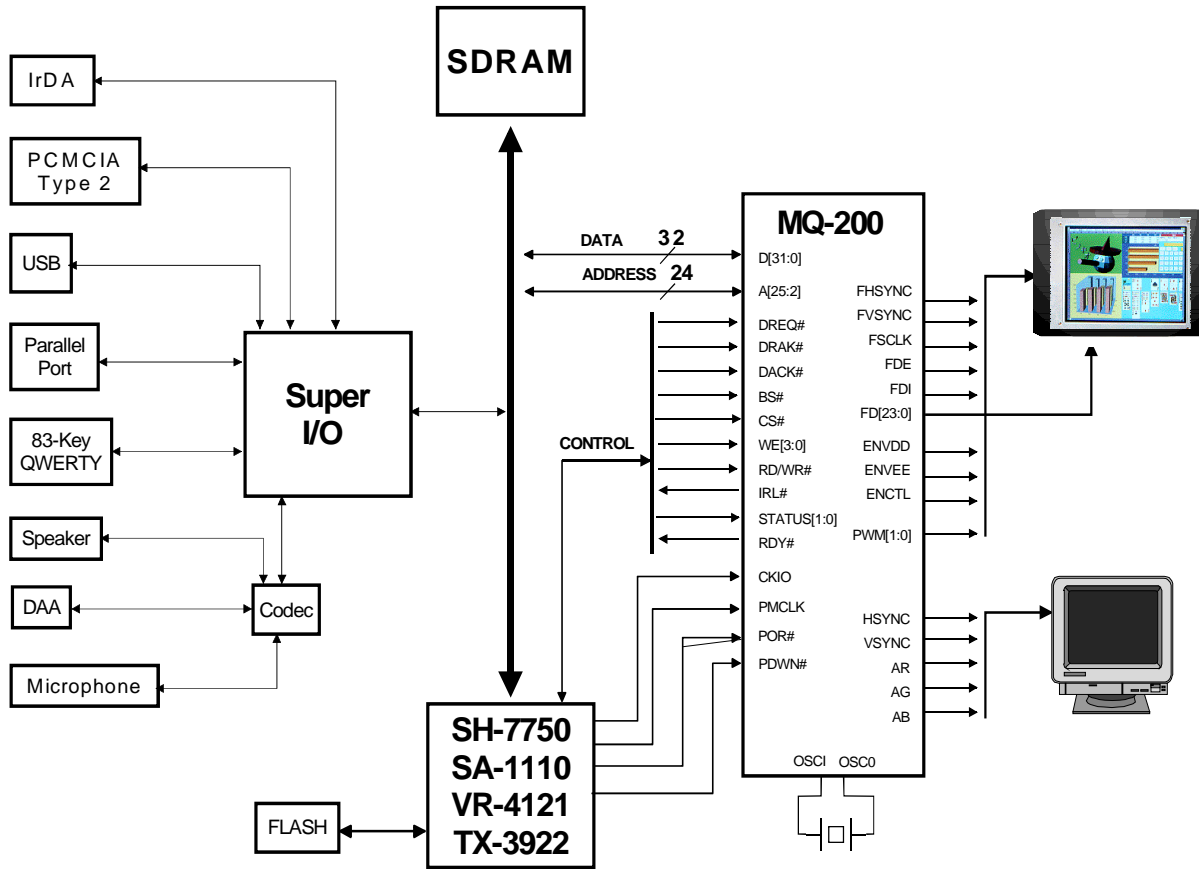 SDRAM
IrDA
PCMCIA
Type 2
USB
Parallel
Port
83-Key
QWERTY
Speaker
DAA
Microphone
Super
I/O
Codec
FLASH
SH-7750
SA-1110
VR-4121
TX-3922
DATA 32
ADDRESS 24
CONTROL
MQ-200
D[31:0]
A[25:2]
DREQ#
DRAK#
DACK#
BS#
CS#
WE[3:0]
RD/WR#
IRL#
STATUS[1:0]
RDY#
CKIO
PMCLK
POR#
PDWN#
FHSYNC
FVSYNC
FSCLK
FDE
FDI
FD[23:0]
ENVDD
ENVEE
ENCTL
PWM[1:0]
HSYNC
VSYNC
AR
AG
AB
OSCI OSC0